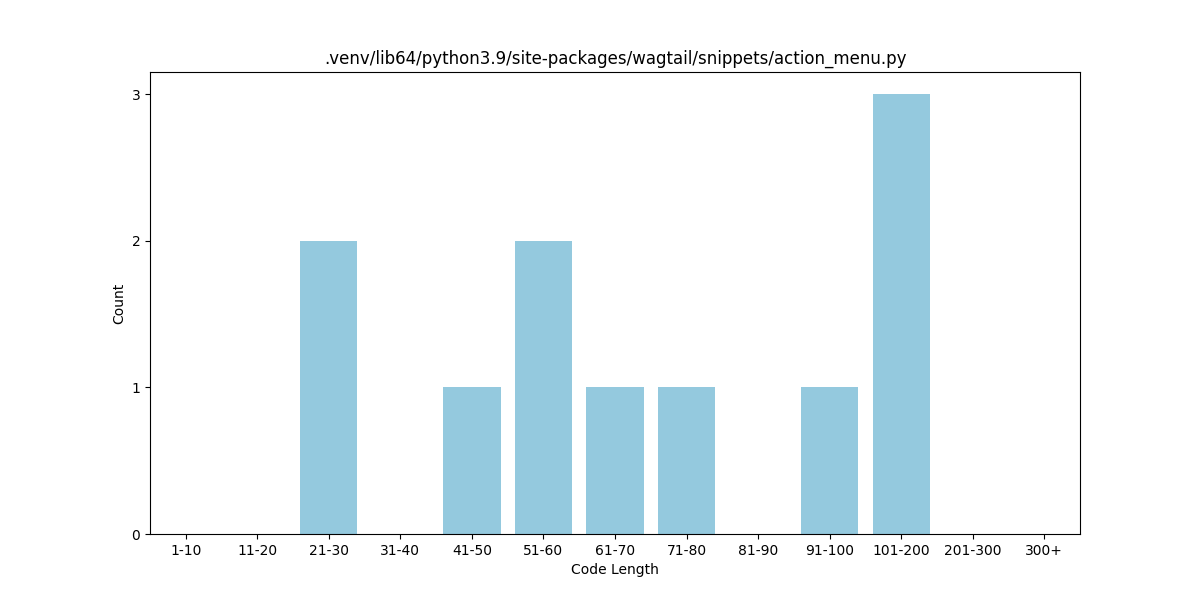 .venv/lib64/python3.9/site-packages/wagtail/snippets/action_menu.py
3
2
1
0
Count
1-10 11-20 21-30 31-40 41-50 51-60 61-70 71-80 81-90 91-100 101-200 201-300 300+
Code Length